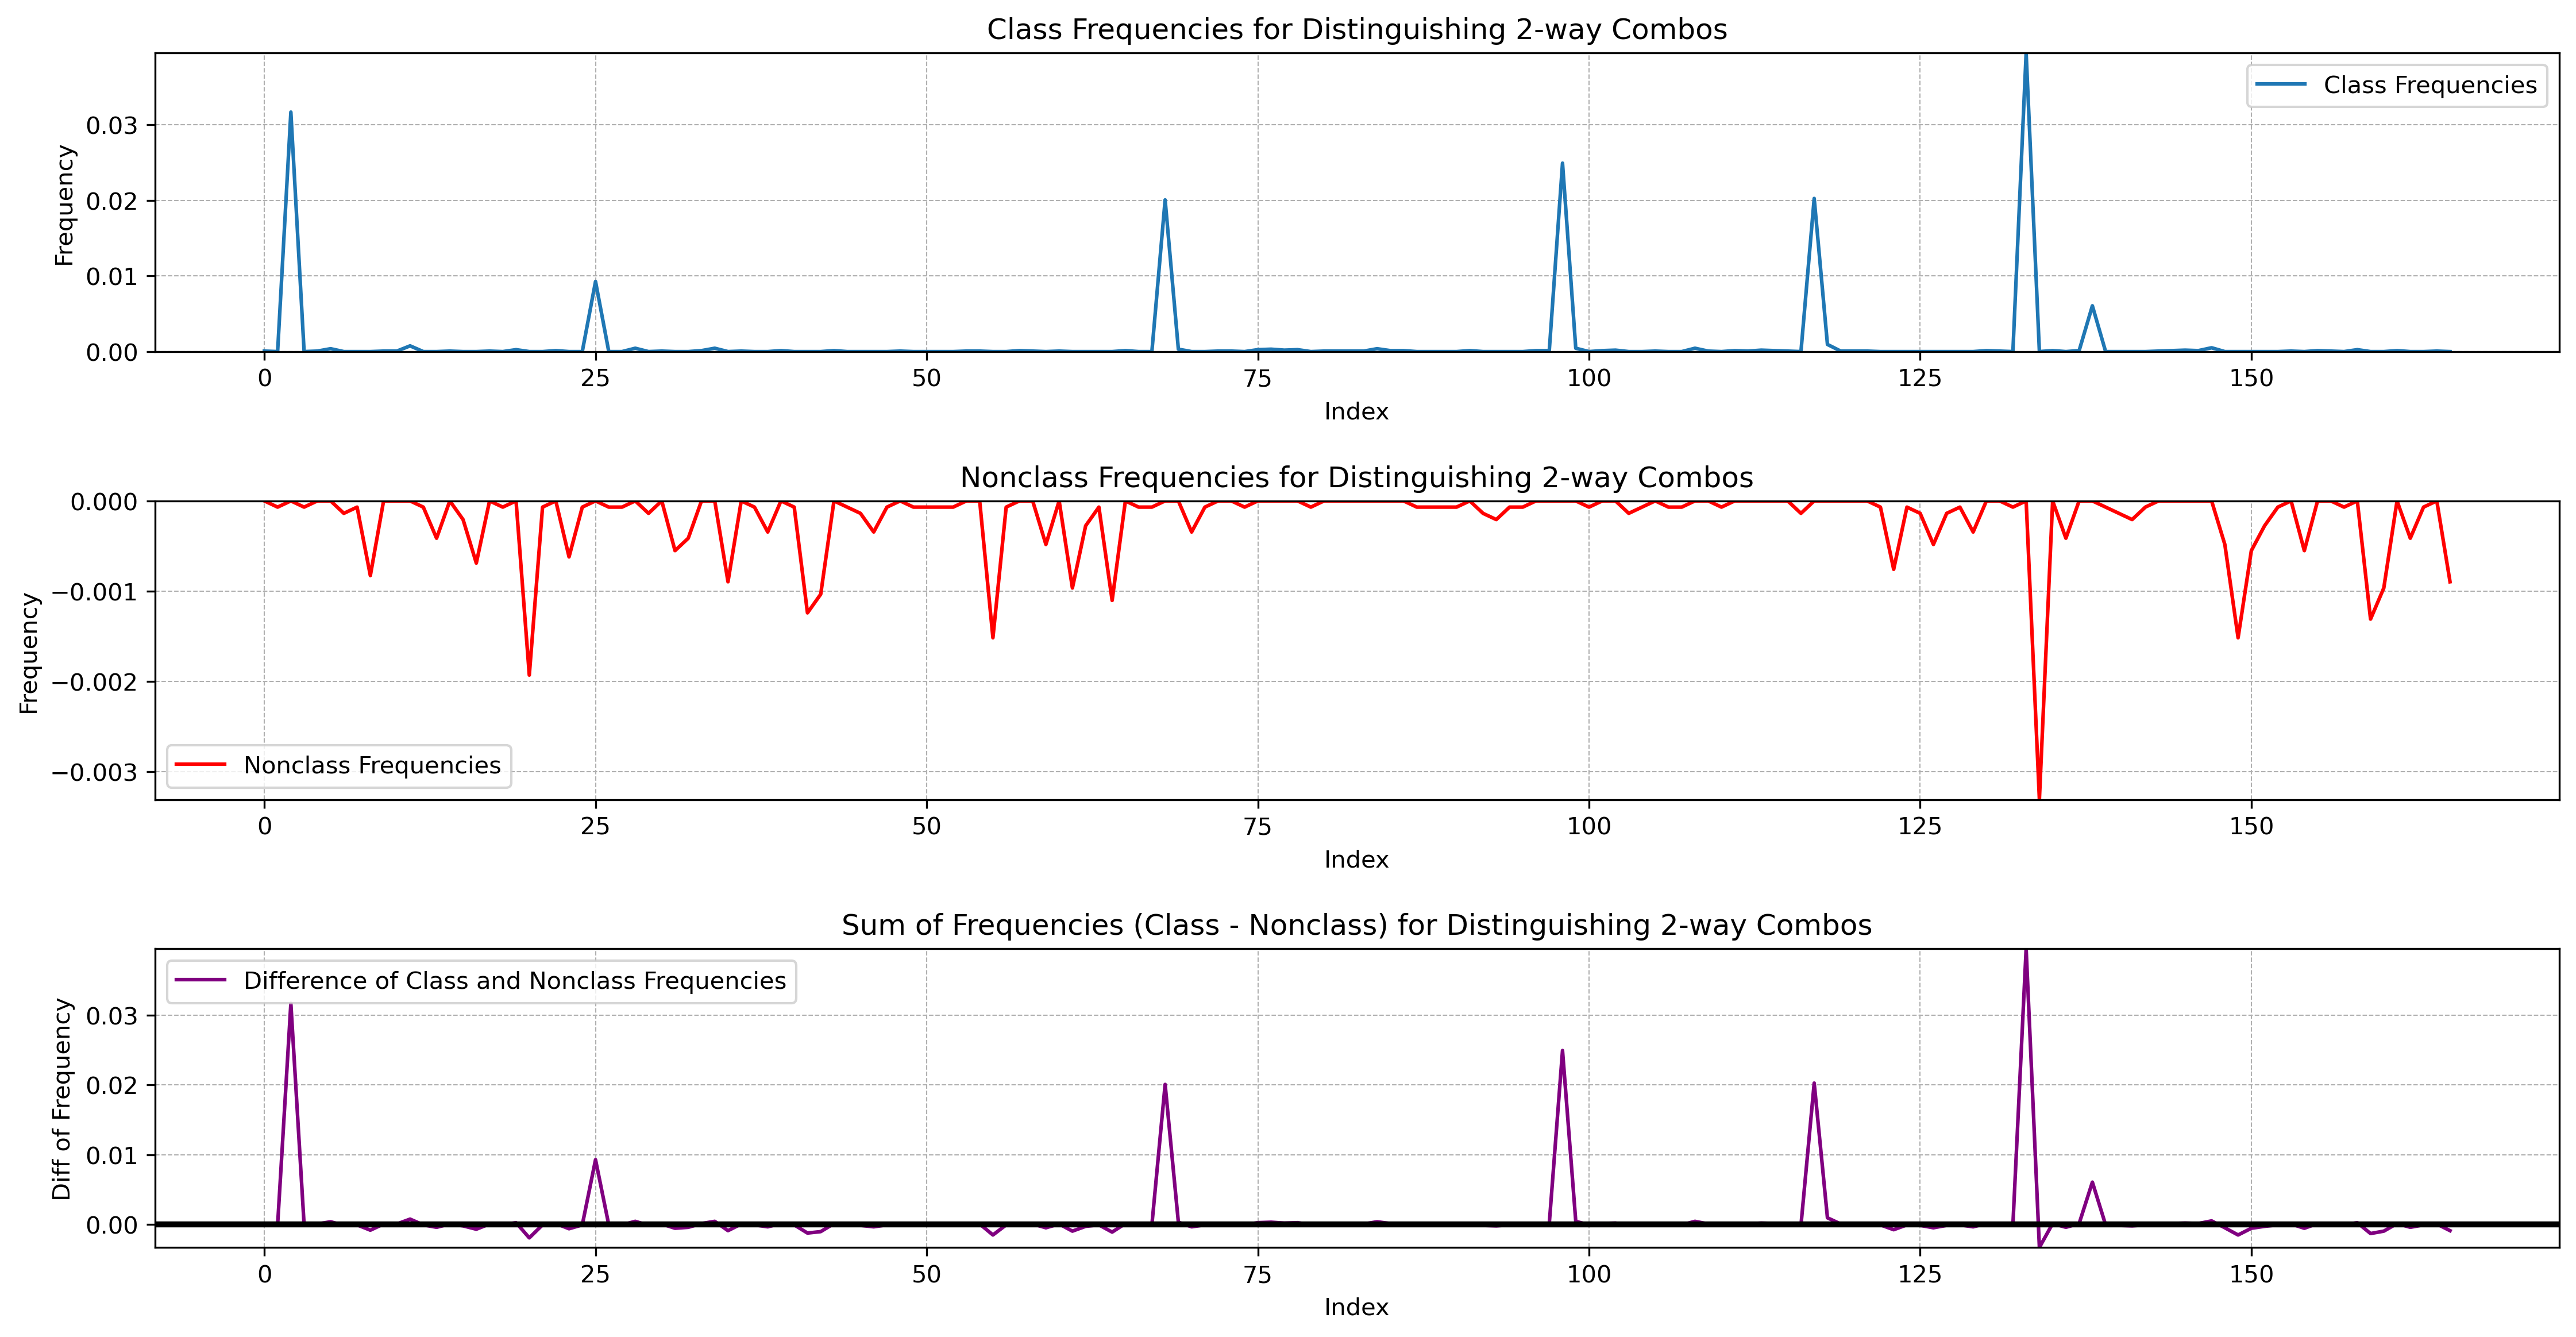 Class Frequencies for Distinguishing 2-way Combos
Frequency
0.03
0.02
0.01
0.00
Class Frequencies
0 25 50 75 100 125 150
Index
Nonclass Frequencies for Distinguishing 2-way Combos
Frequency
0.000
−0.001
−0.002
−0.003
Nonclass Frequencies
0 25 50 75 100 125 150
Index
Sum of Frequencies (Class - Nonclass) for Distinguishing 2-way Combos
Diff of Frequency
Difference of Class and Nonclass Frequencies
0.03
0.02
0.01
0.00
0 25 50 75 100 125 150
Index